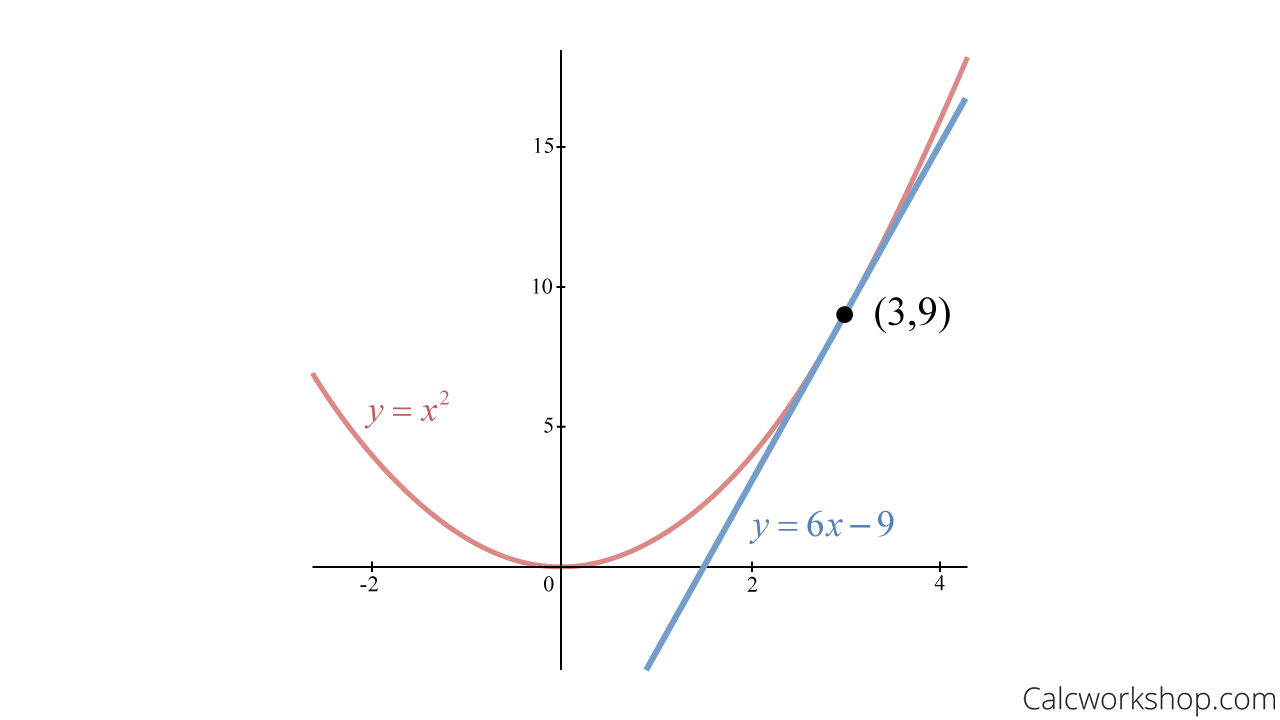 15
10
(3,9)
y = x²
5
y = 6x − 9
-2
0
2
4
Calcworkshop.com